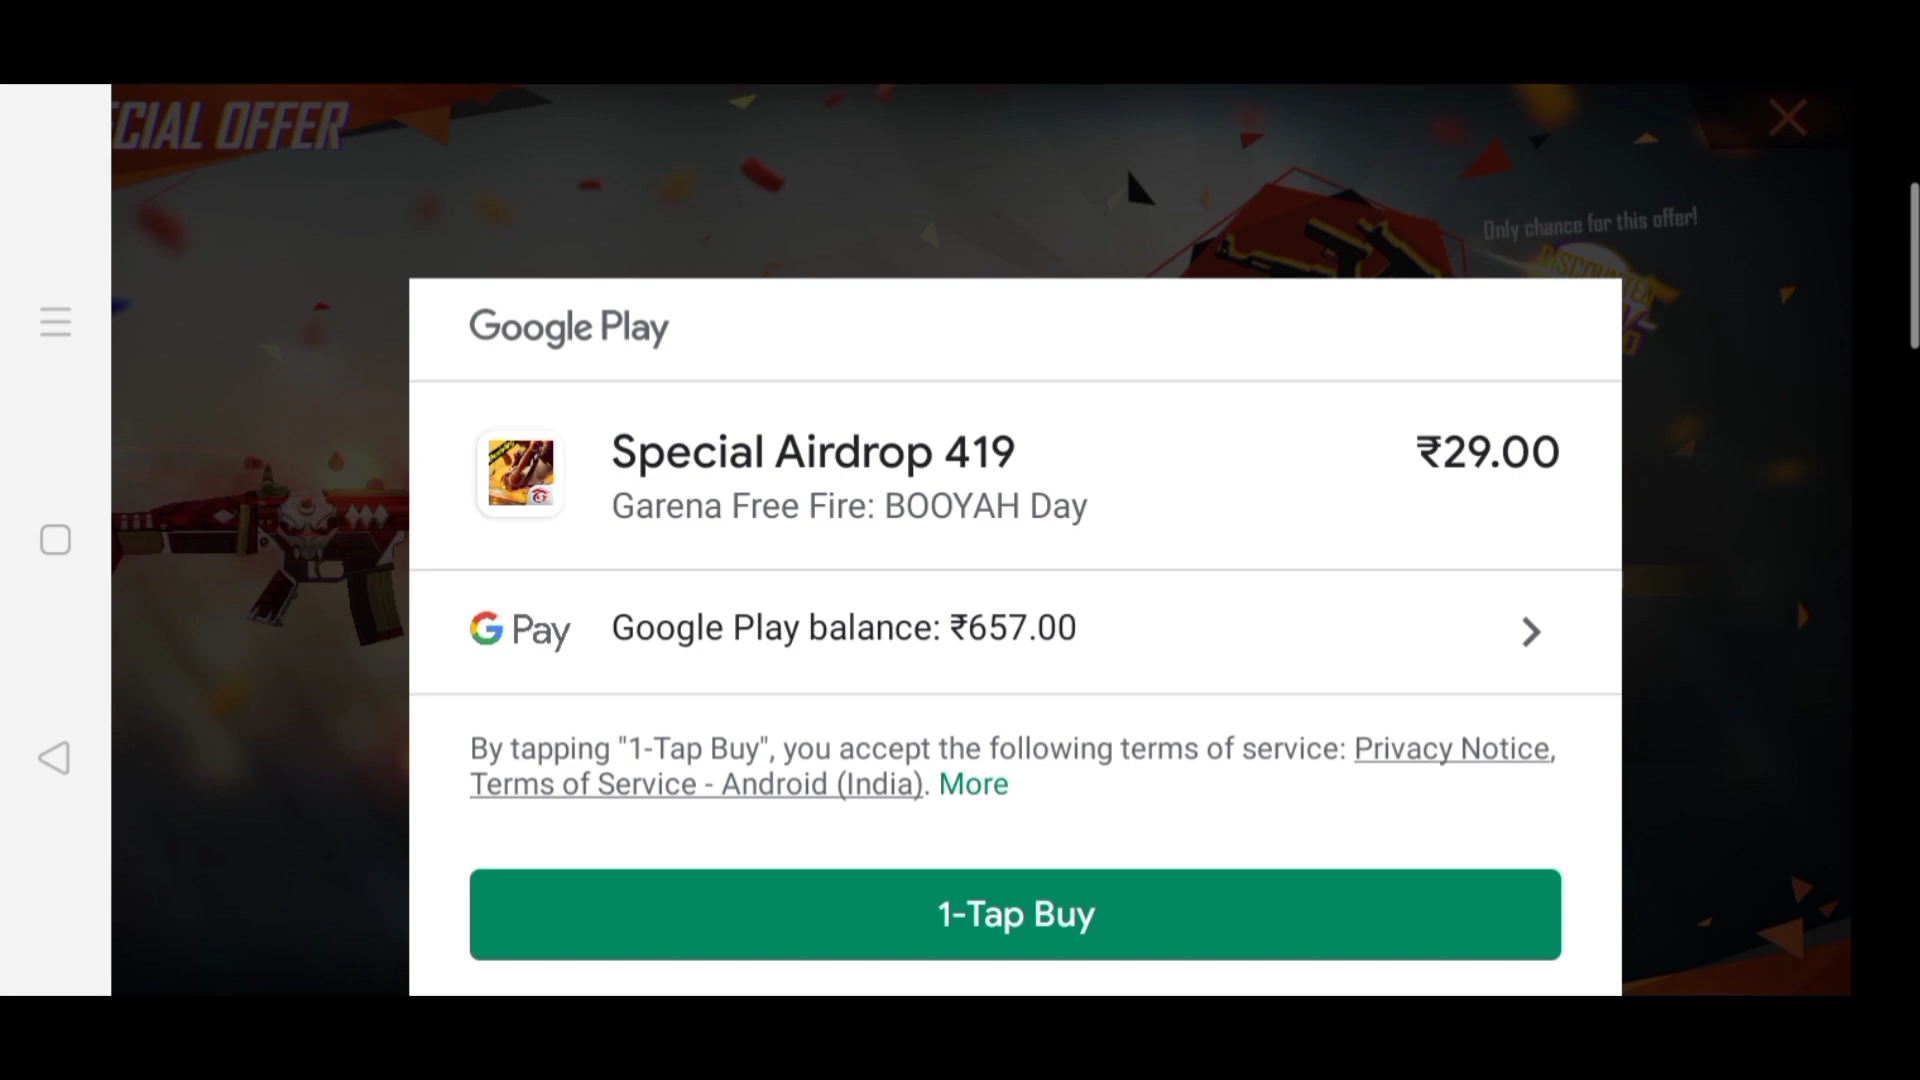 CIAL OFFER
Only chance for this offer!
Google Play
Special Airdrop 419
₹29.00
Garena Free Fire: BOOYAH Day
G Pay
Google Play balance: ₹657.00
By tapping "1-Tap Buy", you accept the following terms of service: Privacy Notice,
Terms of Service - Android (India). More
1-Tap Buy